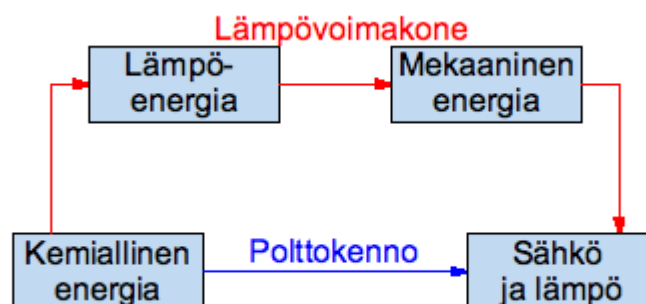 Lämpövoimakone
Lämpö-
energia
Mekaaninen
energia
Kemiallinen
energia
Polttokenno
Sähkö
ja lämpö